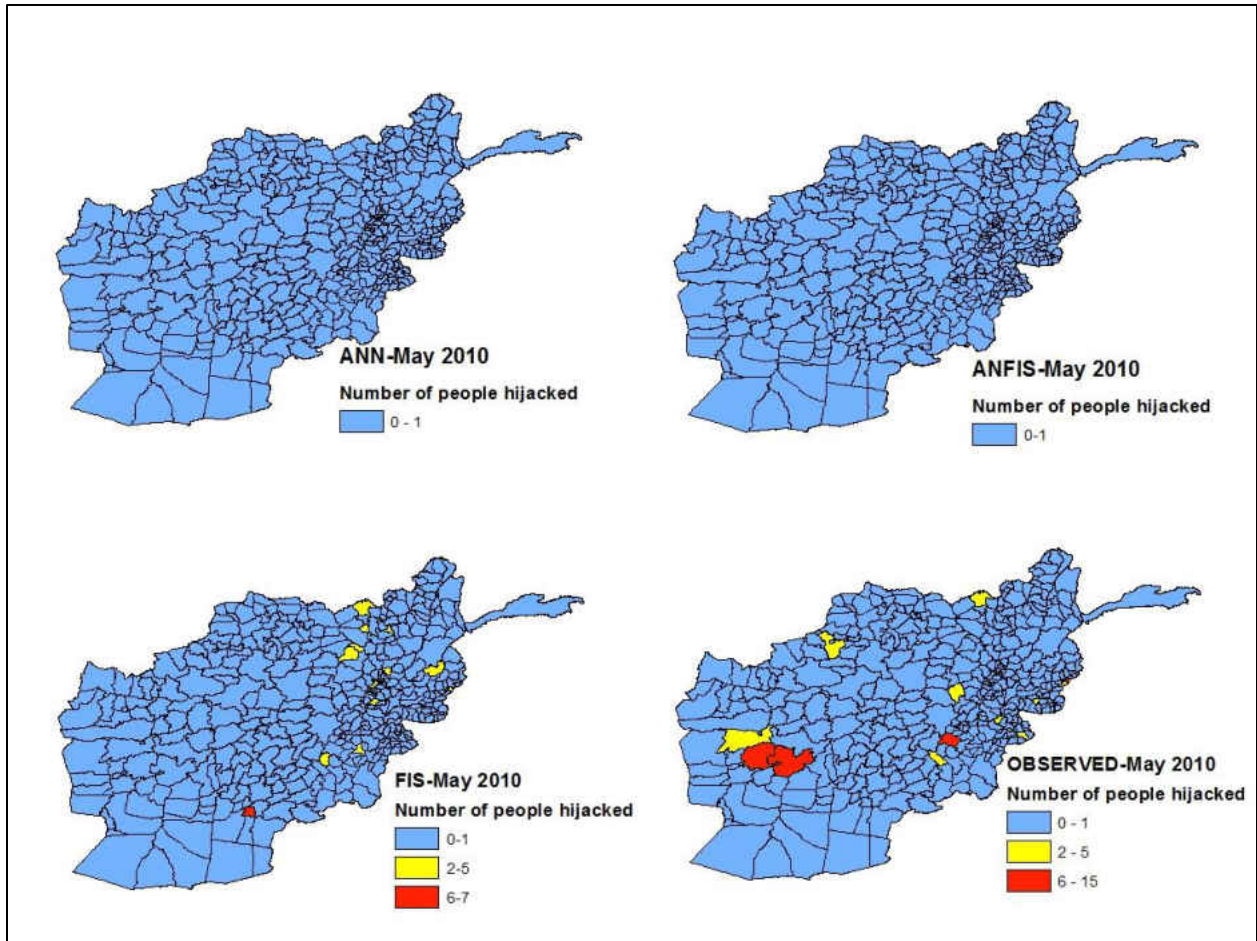 ANN-May 2010
Number of people hijacked
0 - 1
ANFIS-May 2010
Number of people hijacked
0-1
FIS-May 2010
Number of people hijacked
0-1
2-5
6-7
OBSERVED-May 2010
Number of people hijacked
0 - 1
2 - 5
6 - 15